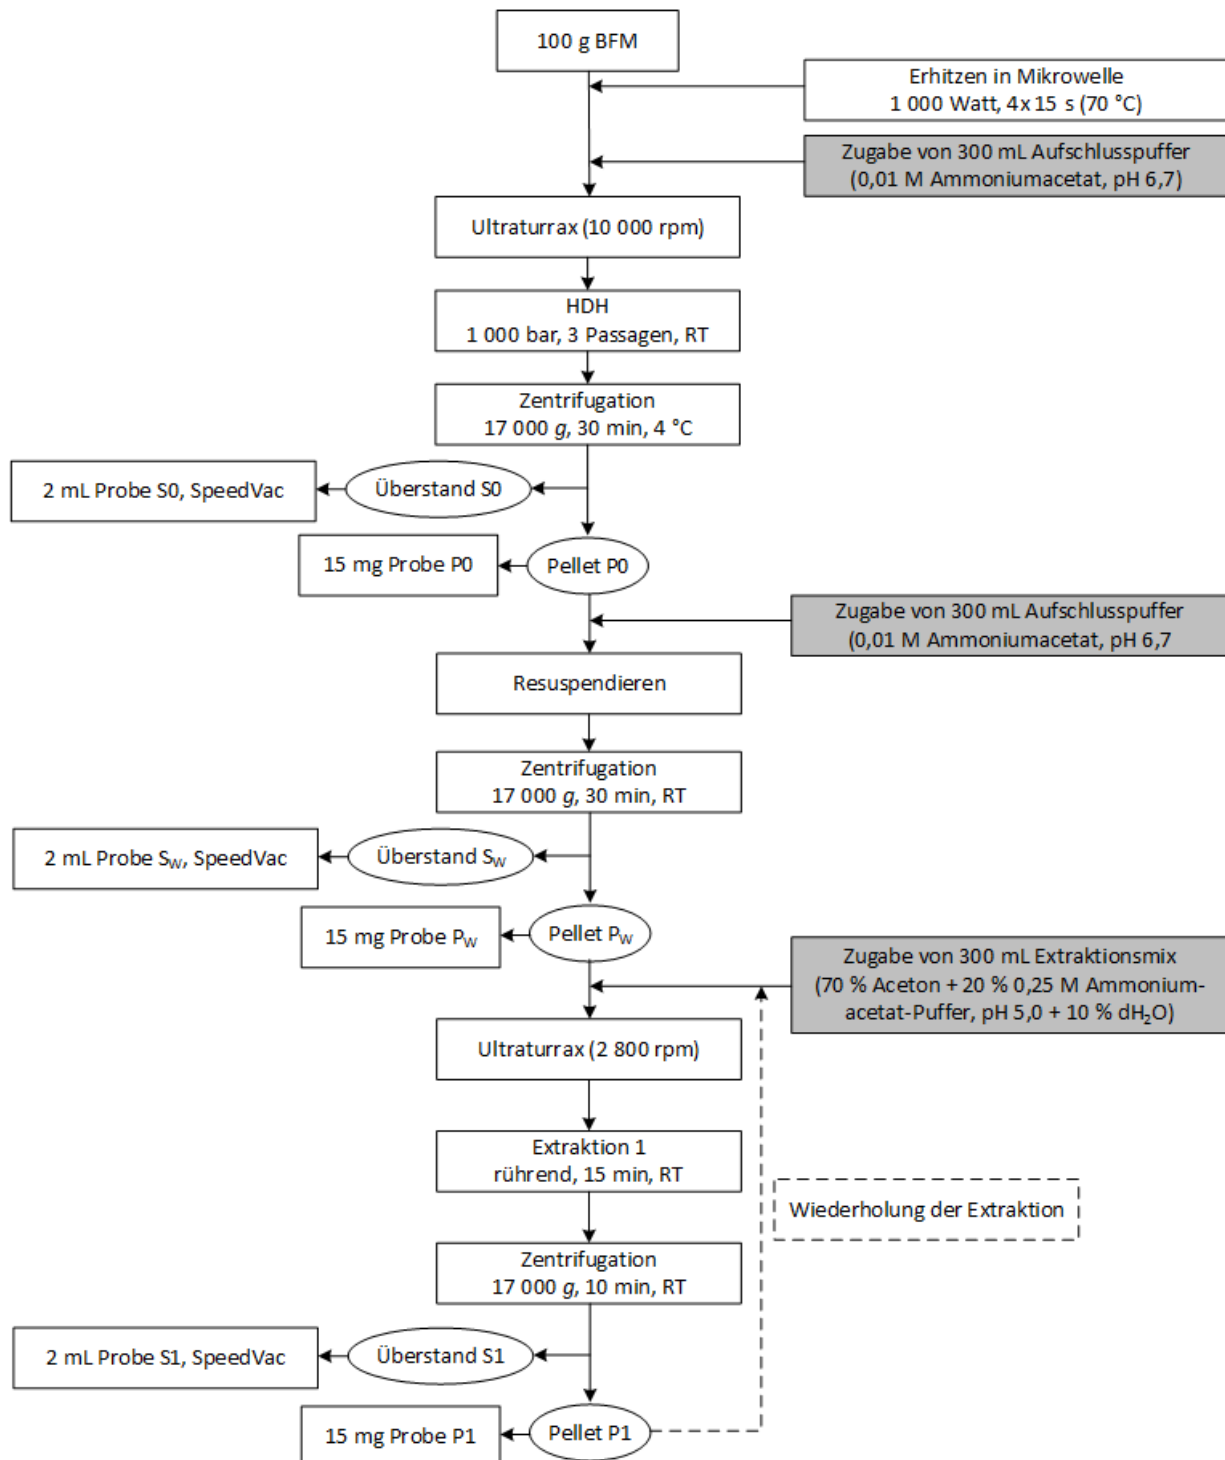 100 g BFM
Erhitzen in Mikrowelle
1 000 Watt, 4x 15 s (70 °C)
Zugabe von 300 mL Aufschlusspuffer
(0,01 M Ammoniumacetat, pH 6,7)
Ultraturrax (10 000 rpm)
HDH
1 000 bar, 3 Passagen, RT
Zentrifugation
17 000 g, 30 min, 4 °C
2 mL Probe S0, SpeedVac
Überstand S0
15 mg Probe P0
Pellet P0
Zugabe von 300 mL Aufschlusspuffer
(0,01 M Ammoniumacetat, pH 6,7
Resuspendieren
Zentrifugation
17 000 g, 30 min, RT
2 mL Probe SW, SpeedVac
Überstand SW
15 mg Probe PW
Pellet PW
Zugabe von 300 mL Extraktionsmix
(70 % Aceton + 20 % 0,25 M Ammonium-
acetat-Puffer, pH 5,0 + 10 % dH₂O)
Ultraturrax (2 800 rpm)
Extraktion 1
rührend, 15 min, RT
Wiederholung der Extraktion
Zentrifugation
17 000 g, 10 min, RT
2 mL Probe S1, SpeedVac
Überstand S1
15 mg Probe P1
Pellet P1